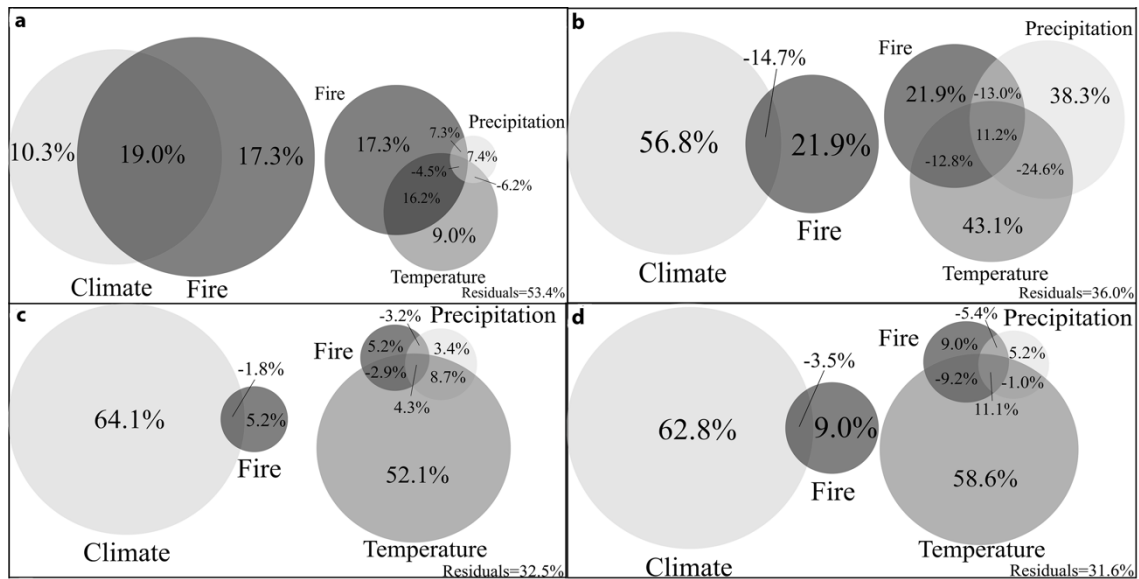 a
10.3%
19.0%
17.3%
Climate
Fire
Fire
17.3%
Precipitation
7.3%
7.4%
-4.5%
-6.2%
16.2%
9.0%
Temperature
Residuals=53.4%
b
56.8%
-14.7%
21.9%
Climate
Fire
Precipitation
Fire
21.9%
-13.0%
38.3%
11.2%
-12.8%
-24.6%
43.1%
Temperature
Residuals=36.0%
c
64.1%
-1.8%
5.2%
Fire
Climate
-3.2%
Precipitation
Fire
5.2%
3.4%
-2.9%
8.7%
4.3%
52.1%
Temperature
Residuals=32.5%
d
62.8%
-3.5%
9.0%
Fire
Climate
-5.4%
Precipitation
Fire
9.0%
5.2%
-9.2%
-1.0%
11.1%
58.6%
Temperature
Residuals=31.6%